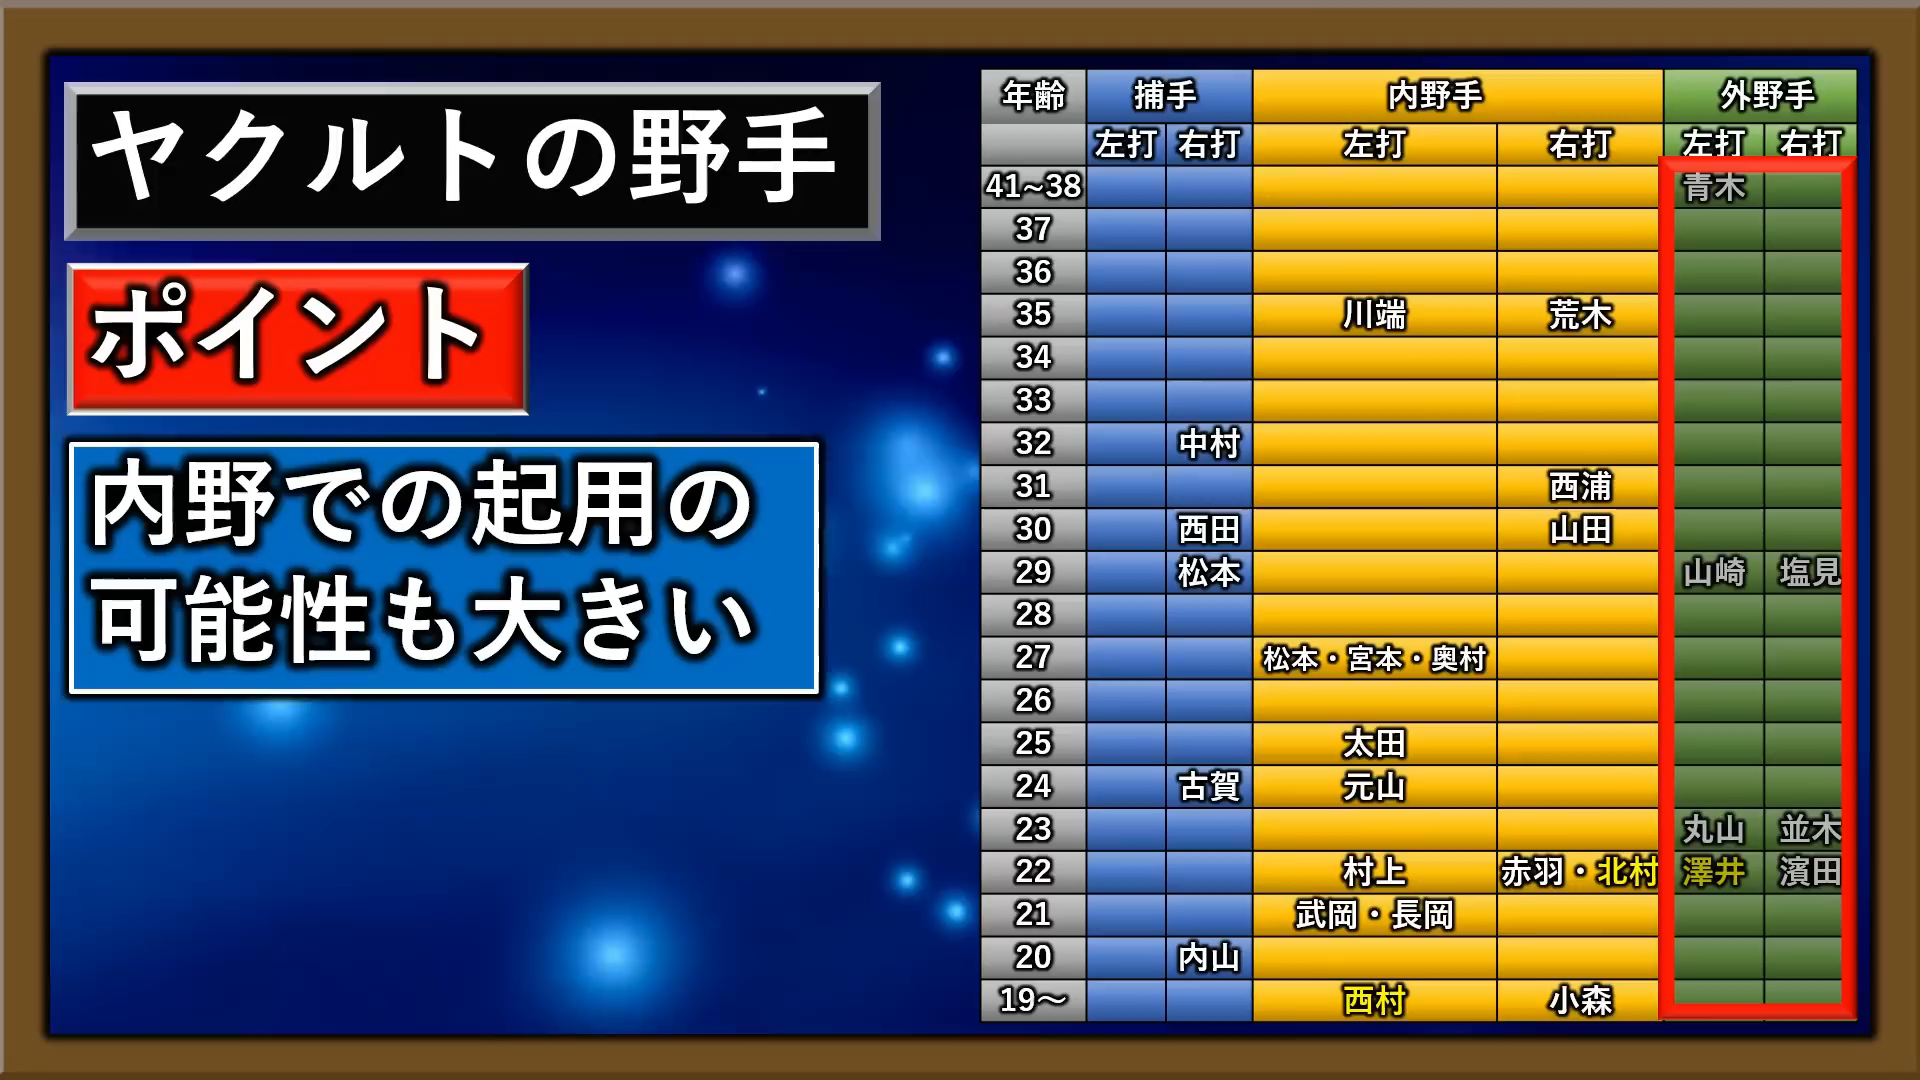 ヤクルトの野手
ポイント
内野での起用の
可能性も大きい
年齢 捕手 内野手 外野手
左打 右打 左打 右打 左打 右打
41~38 青木
37
36
35 川端 荒木
34
33
32 中村
31 西浦
30 西田 山田
29 松本 山崎 塩見
28
27 松本・宮本・奥村
26
25 太田
24 古賀 元山
23 丸山 並木
22 村上 赤羽・北村 澤井 濱田
21 武岡・長岡
20 内山
19～ 西村 小森